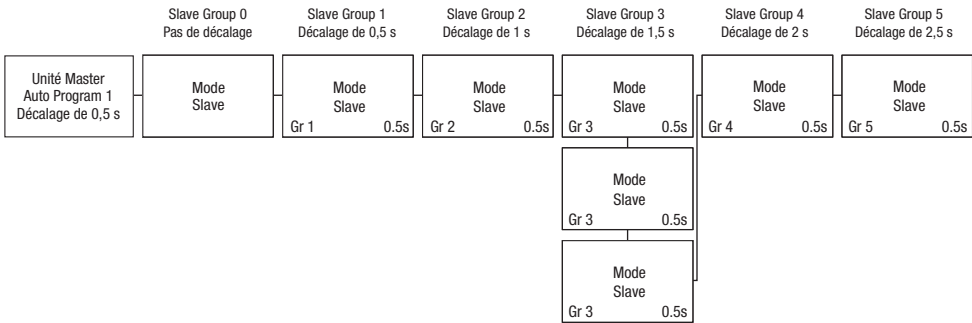 Slave Group 0
Pas de décalage
Slave Group 1
Décalage de 0,5 s
Slave Group 2
Décalage de 1 s
Slave Group 3
Décalage de 1,5 s
Slave Group 4
Décalage de 2 s
Slave Group 5
Décalage de 2,5 s
Unité Master
Auto Program 1
Décalage de 0,5 s
Mode
Slave
Mode
Slave
Gr 1 0.5s
Mode
Slave
Gr 2 0.5s
Mode
Slave
Gr 3 0.5s
Mode
Slave
Gr 4 0.5s
Mode
Slave
Gr 5 0.5s
Mode
Slave
Gr 3 0.5s
Mode
Slave
Gr 3 0.5s